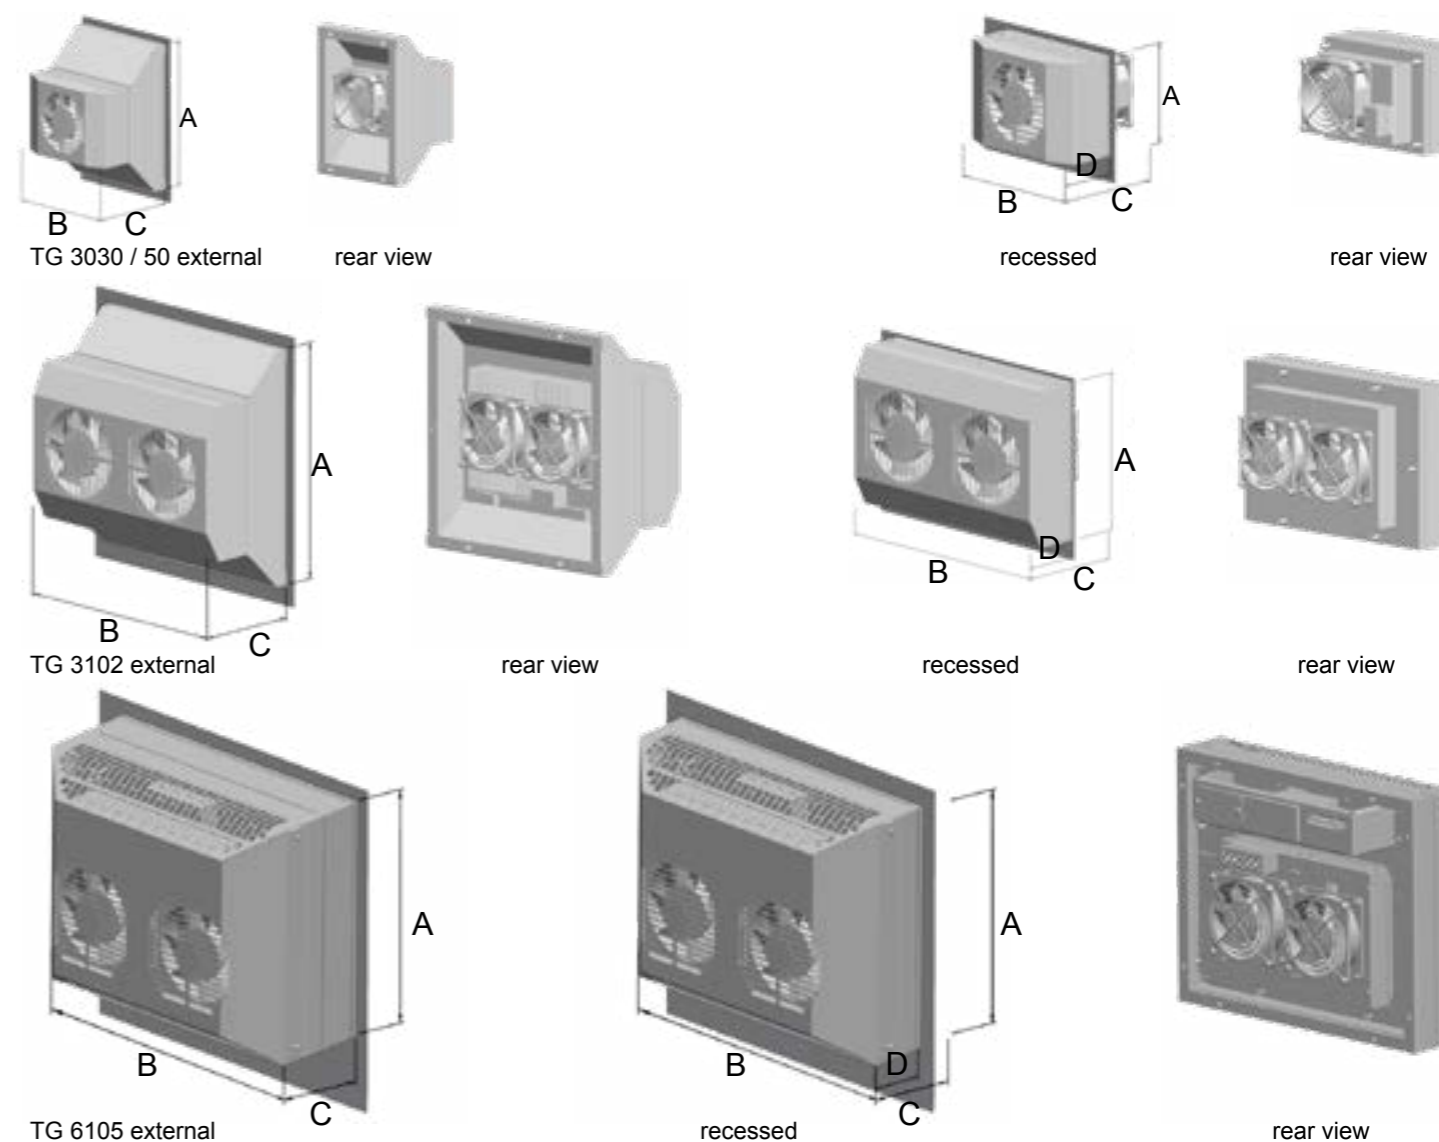 A
B C
A
D
B C
TG 3030 / 50 external rear view recessed rear view
A
B
C
A
D
B C
TG 3102 external rear view recessed rear view
A
B
C
A
B D
C
TG 6105 external recessed rear view